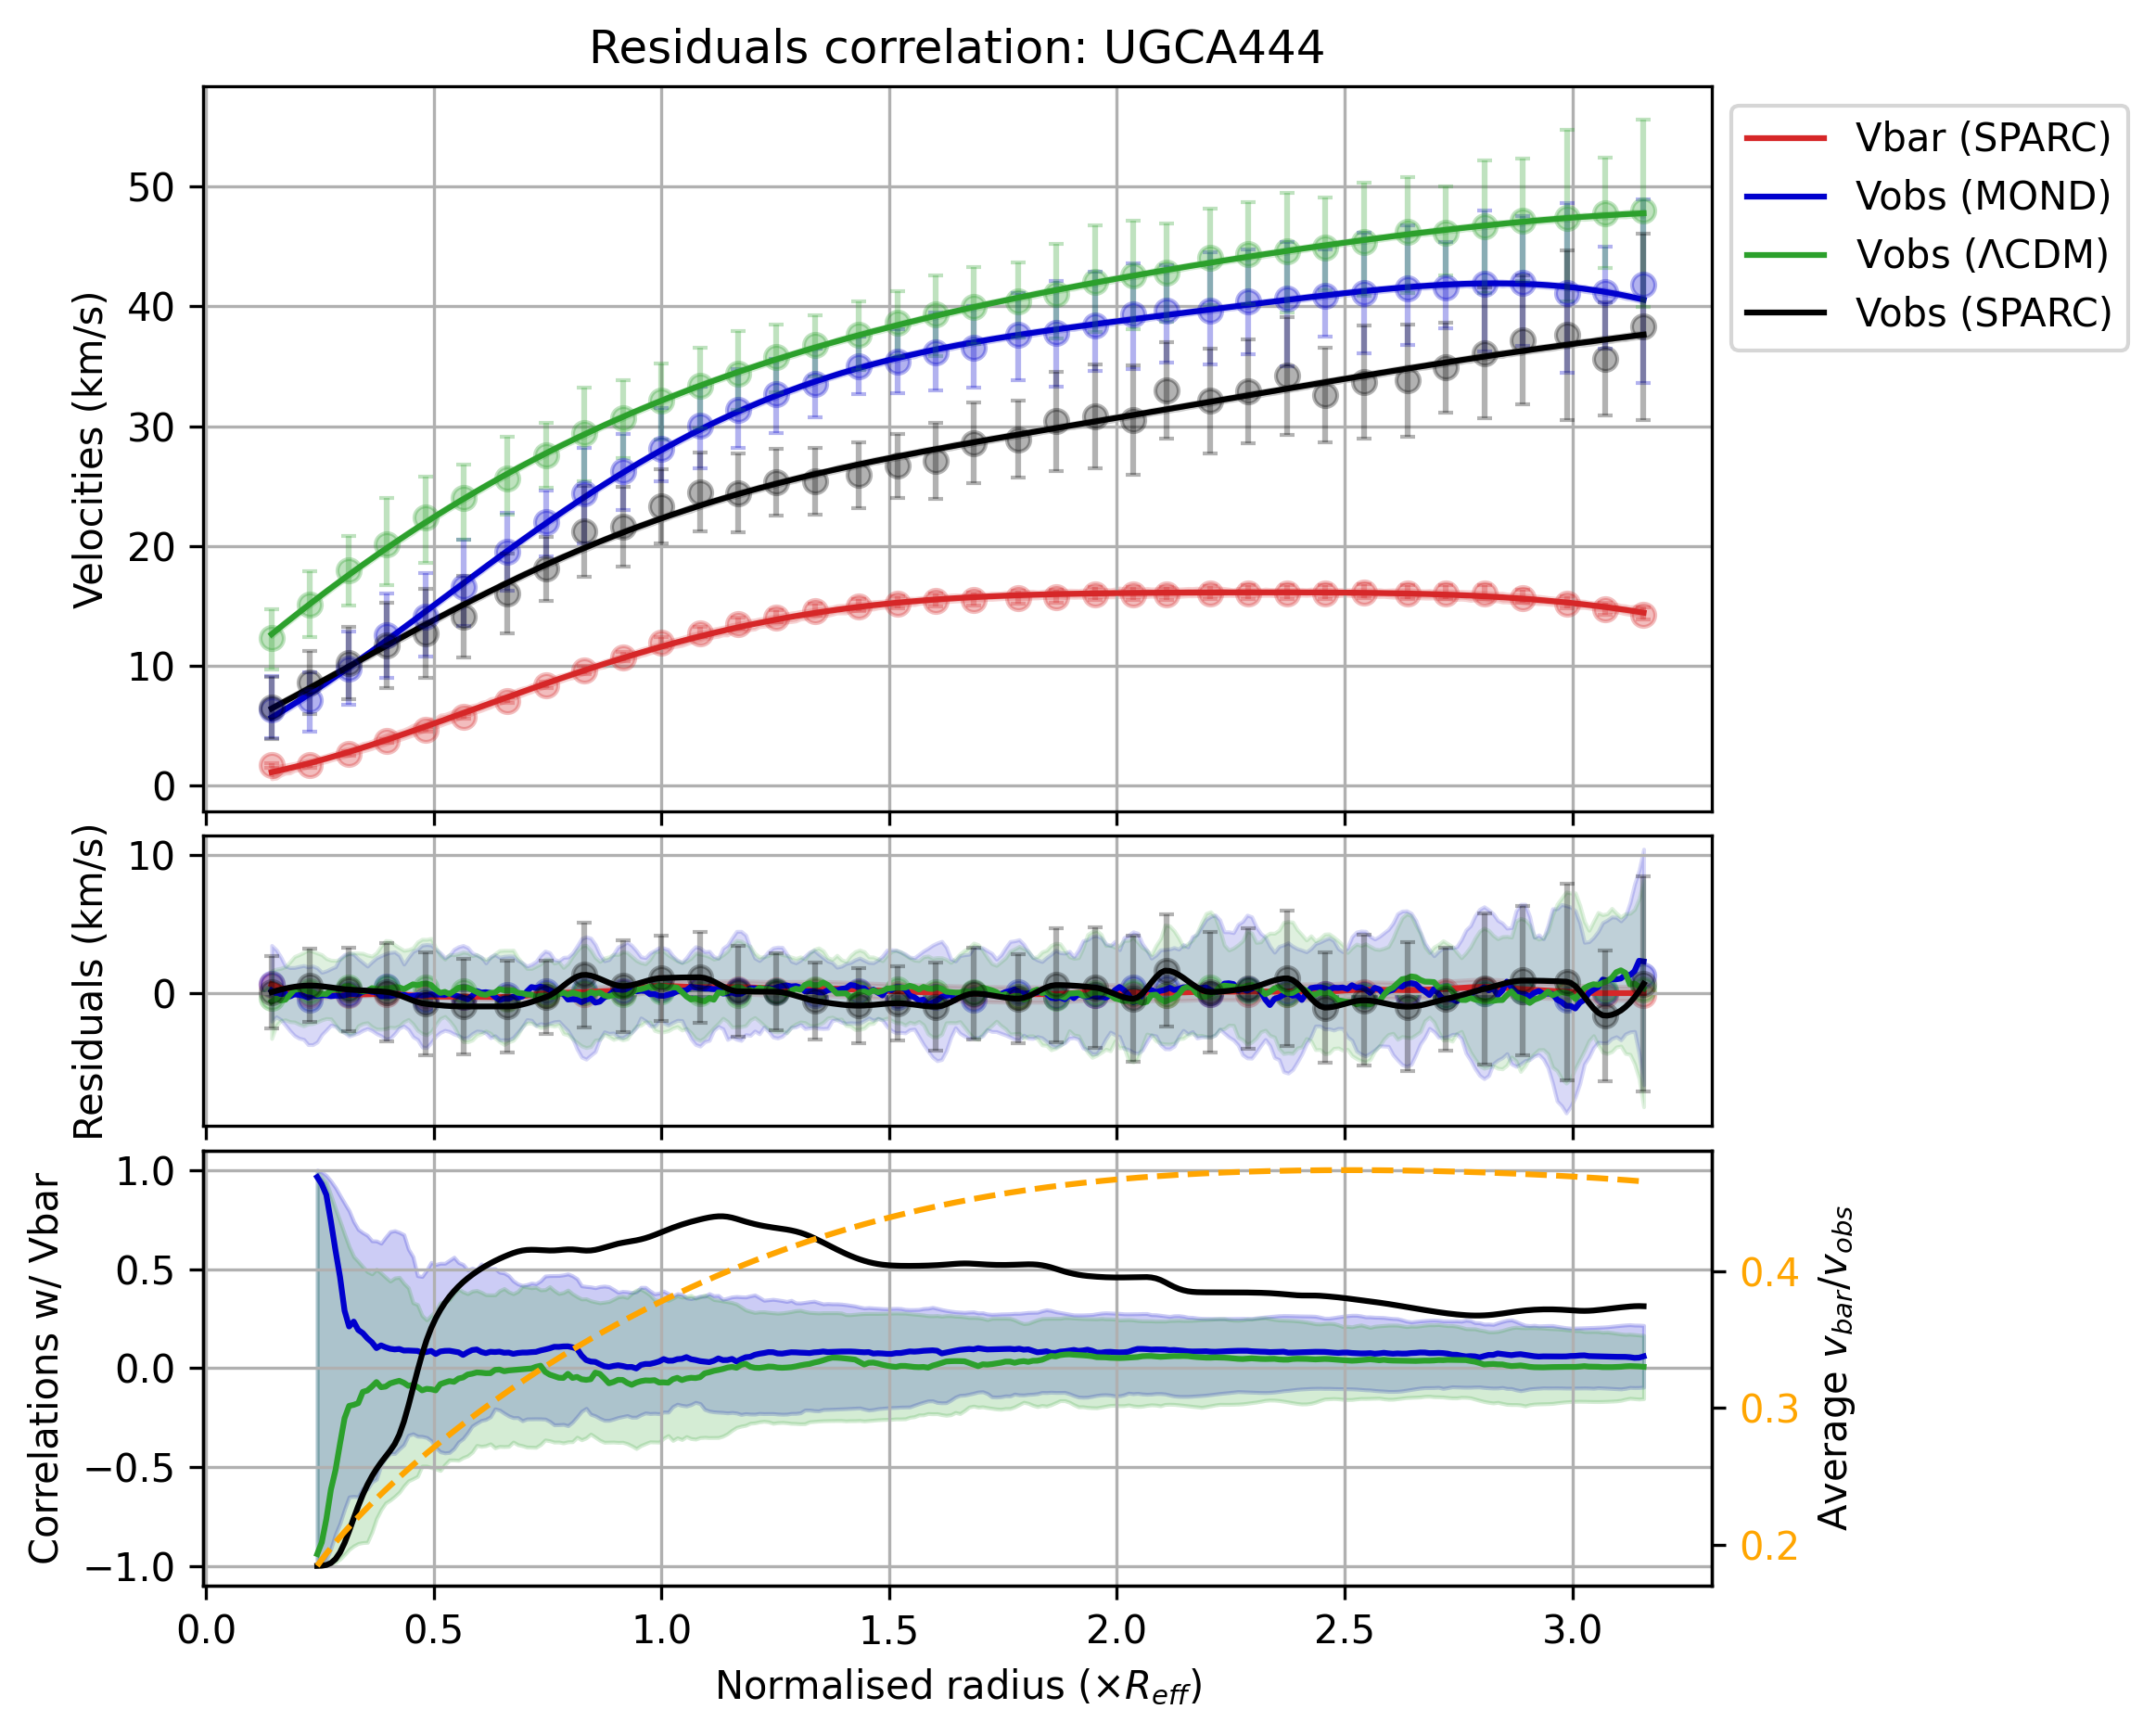 Residuals correlation: UGCA444
Velocities (km/s)
50
40
30
20
10
0
Vbar (SPARC)
Vobs (MOND)
Vobs (ΛCDM)
Vobs (SPARC)
Residuals (km/s)
10
0
Correlations w/ Vbar
1.0
0.5
0.0
−0.5
−1.0
0.4
0.3
0.2
Average v_bar/v_obs
0.0 0.5 1.0 1.5 2.0 2.5 3.0
Normalised radius (×R_eff)